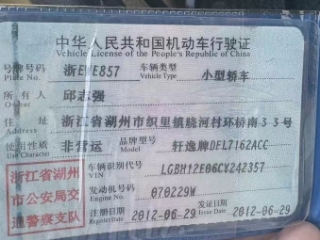 中华人民共和国机动车行驶证
Vehicle License of the People's Republic of China
号牌号码 Plate No. 浙EWE857 车辆类型 Vehicle Type 小型轿车
所有人 Owner 邱志强
住址 Address 浙江省湖州市织里镇晓河村环桥南33号
使用性质 Use Character 非营运 品牌型号 Model 轩逸牌DFL7162ACC
车辆识别代号 VIN LGBH12E06CY242357
发动机号码 Engine No. 070229W
注册日期 Register Date 2012-06-29 发证日期 Issue Date 2012-06-29
浙江省湖州
市公安局交
通警察支队